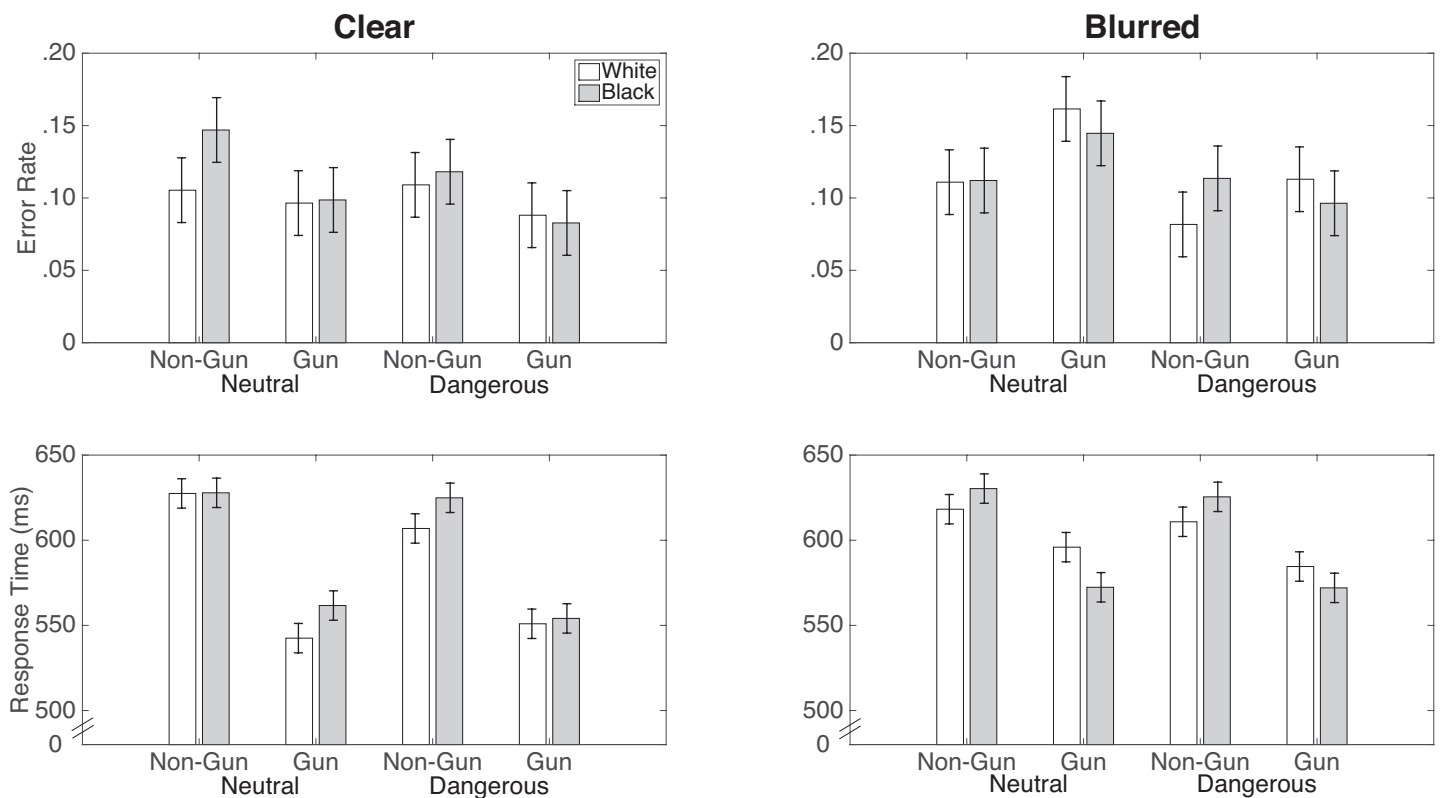 Clear
Blurred
.20
.15
.10
.05
0
Error Rate
White
Black
Non-Gun Gun Non-Gun Gun
Neutral Dangerous
.20
.15
.10
.05
0
Non-Gun Gun Non-Gun Gun
Neutral Dangerous
650
600
550
500
0
Response Time (ms)
Non-Gun Gun Non-Gun Gun
Neutral Dangerous
650
600
550
500
0
Non-Gun Gun Non-Gun Gun
Neutral Dangerous